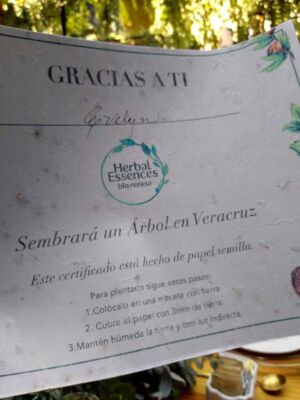 GRACIAS A TI
Evelyn
Herbal
Essences
bio:renew
Sembrará un Árbol en Veracruz
Este certificado está hecho de papel semilla.
Para plantarlo sigue estos pasos:
1.Colócalo en una maceta con tierra
2. Cubre el papel con 3mm de tierra.
3.Mantén húmeda la tierra y con luz indirecta.